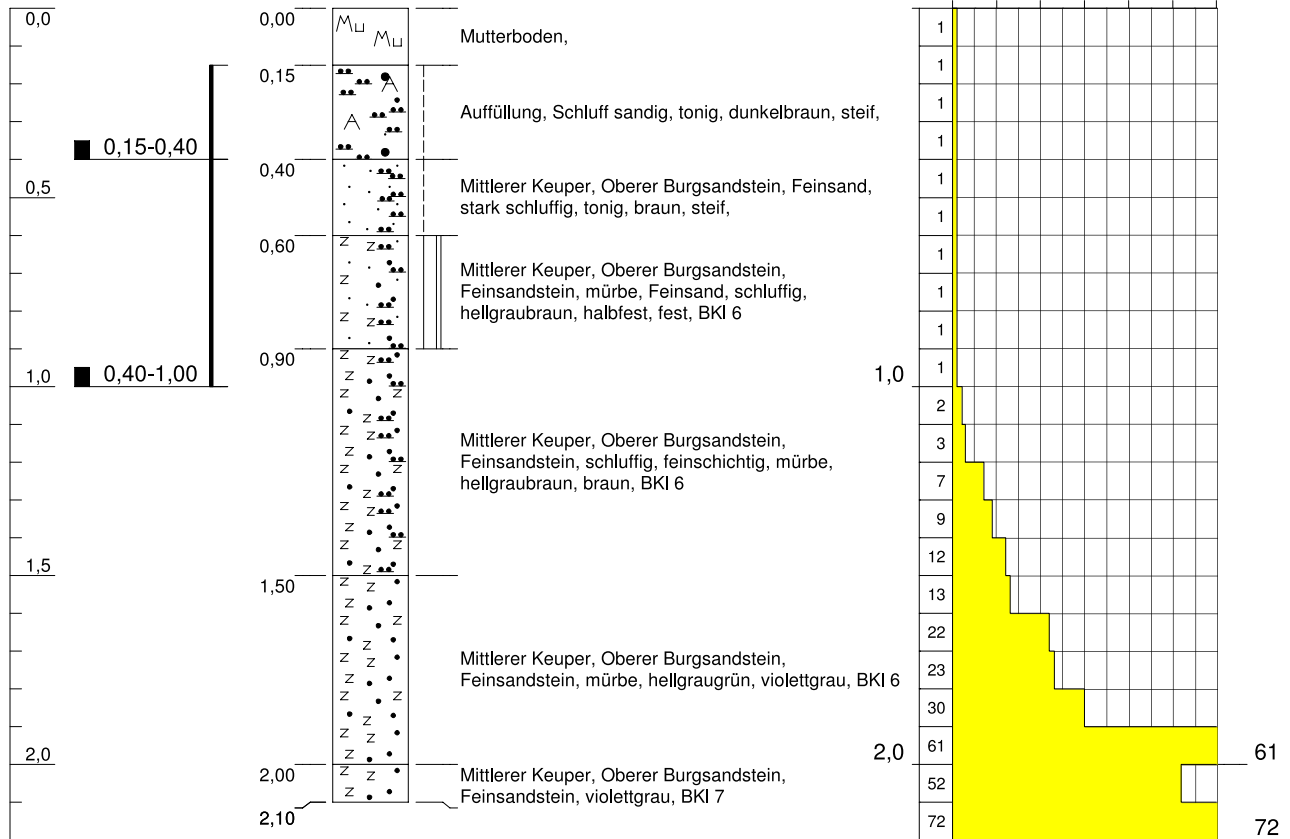 0,0
0,5
1,0
1,5
2,0
0,15-0,40
0,40-1,00
0,00
0,15
0,40
0,60
0,90
1,50
2,00
2,10
Mutterboden,
Auffüllung, Schluff sandig, tonig, dunkelbraun, steif,
Mittlerer Keuper, Oberer Burgsandstein, Feinsand,
stark schluffig, tonig, braun, steif,
Mittlerer Keuper, Oberer Burgsandstein,
Feinsandstein, mürbe, Feinsand, schluffig,
hellgraubraun, halbfest, fest, BKl 6
Mittlerer Keuper, Oberer Burgsandstein,
Feinsandstein, schluffig, feinschichtig, mürbe,
hellgraubraun, braun, BKl 6
Mittlerer Keuper, Oberer Burgsandstein,
Feinsandstein, mürbe, hellgraugrün, violettgrau, BKl 6
Mittlerer Keuper, Oberer Burgsandstein,
Feinsandstein, violettgrau, BKl 7
1,0
2,0
1
1
1
1
1
1
1
1
1
1
2
3
7
9
12
13
22
23
30
61
52
72
61
72